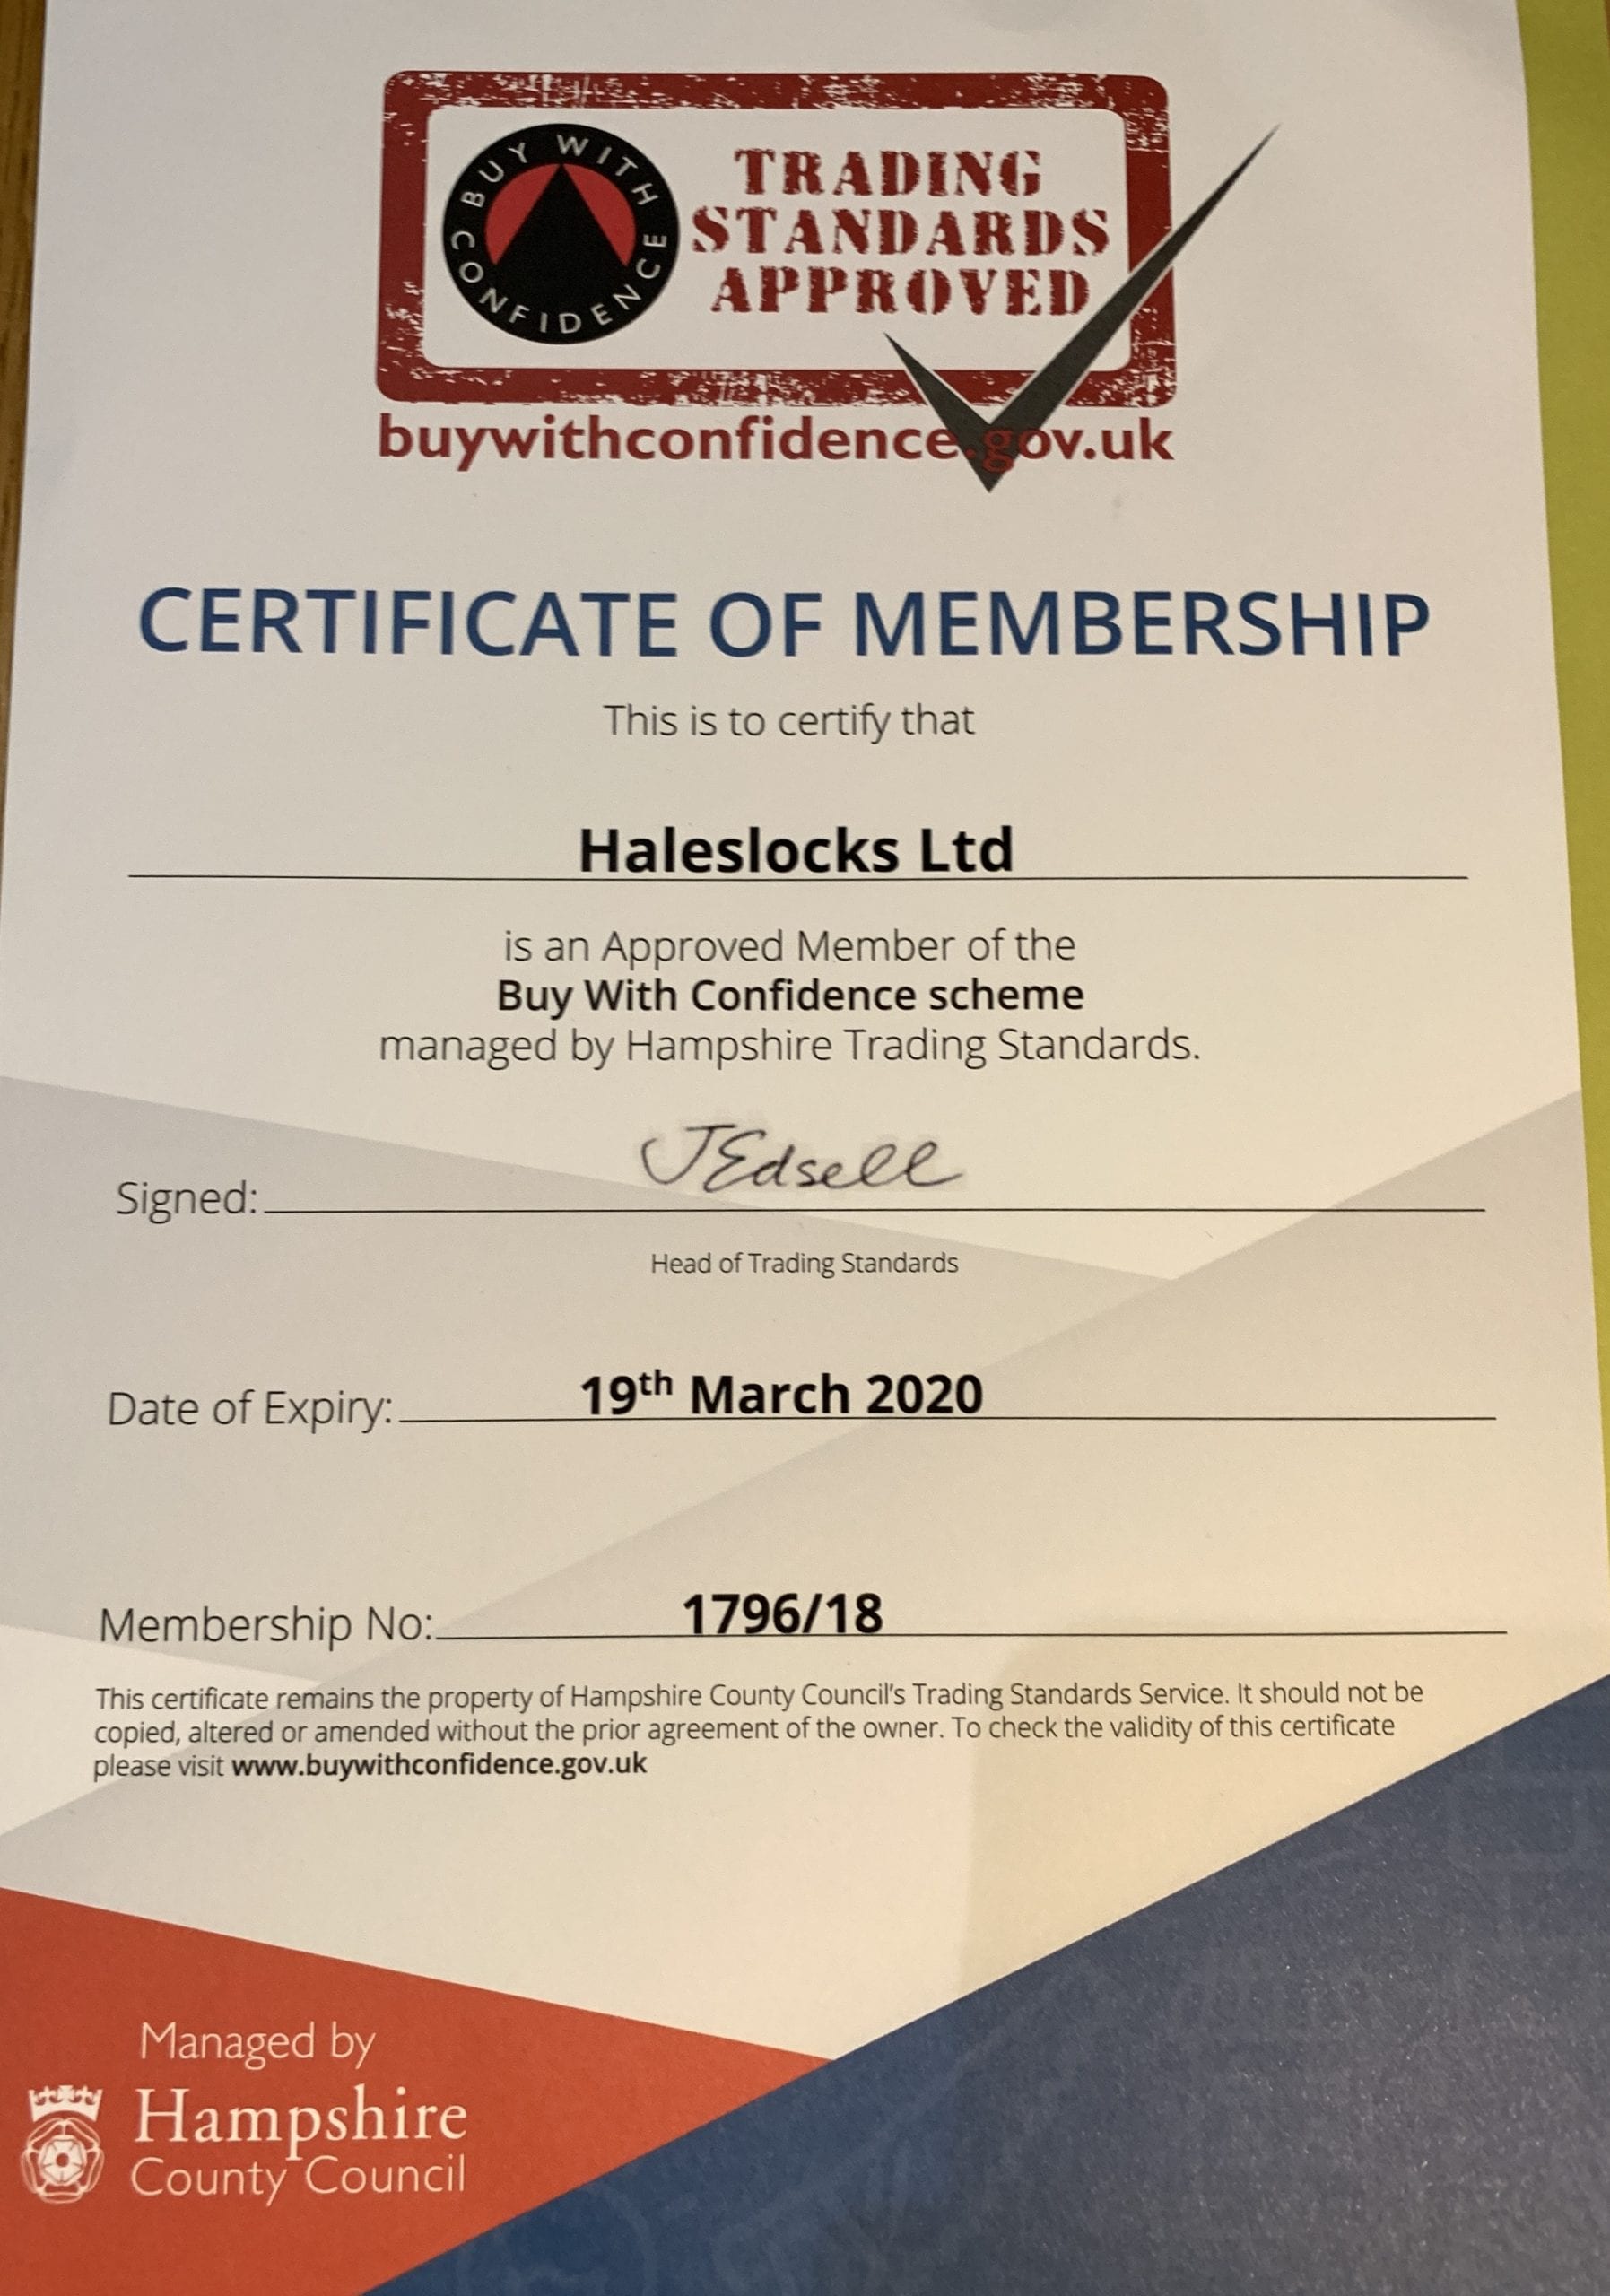 BUY WITH CONFIDENCE
TRADING
STANDARDS
APPROVED
buywithconfidence.gov.uk
CERTIFICATE OF MEMBERSHIP
This is to certify that
Haleslocks Ltd
is an Approved Member of the
Buy With Confidence scheme
managed by Hampshire Trading Standards.
Signed: JEdsell
Head of Trading Standards
Date of Expiry: 19th March 2020
Membership No: 1796/18
This certificate remains the property of Hampshire County Council's Trading Standards Service. It should not be
copied, altered or amended without the prior agreement of the owner. To check the validity of this certificate
please visit www.buywithconfidence.gov.uk
Managed by
Hampshire
County Council